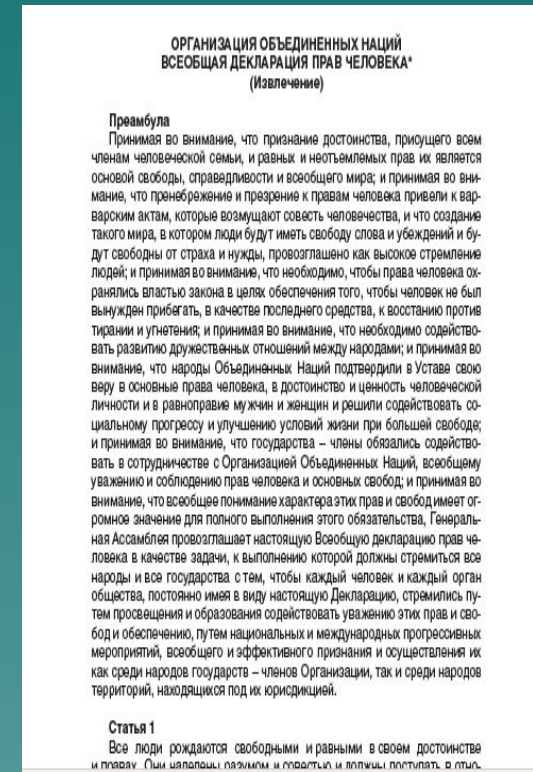 ОРГАНИЗАЦИЯ ОБЪЕДИНЕННЫХ НАЦИЙ
ВСЕОБЩАЯ ДЕКЛАРАЦИЯ ПРАВ ЧЕЛОВЕКА*
(Извлечение)
Преамбула
Принимая во внимание, что признание достоинства, присущего всем
членам человеческой семьи, и равных и неотъемлемых прав их является
основой свободы, справедливости и всеобщего мира; и принимая во вни-
мание, что пренебрежение и презрение к правам человека привели к вар-
варским актам, которые возмущают совесть человечества, и что создание
такого мира, в котором люди будут иметь свободу слова и убеждений и бу-
дут свободны от страха и нужды, провозглашено как высокое стремление
людей; и принимая во внимание, что необходимо, чтобы права человека ох-
ранялись властью закона в целях обеспечения того, чтобы человек не был
вынужден прибегать, в качестве последнего средства, к восстанию против
тирании и угнетения; и принимая во внимание, что необходимо содейство-
вать развитию дружественных отношений между народами; и принимая во
внимание, что народы Объединенных Наций подтвердили в Уставе свою
веру в основные права человека, в достоинство и ценность человеческой
личности и в равноправие мужчин и женщин и решили содействовать со-
циальному прогрессу и улучшению условий жизни при большей свободе;
и принимая во внимание, что государства – члены обязались содейство-
вать в сотрудничестве с Организацией Объединенных Наций, всеобщему
уважению и соблюдению прав человека и основных свобод; и принимая во
внимание, что всеобщее понимание характера этих прав и свобод имеет ог-
ромное значение для полного выполнения этого обязательства, Генераль-
ная Ассамблея провозглашает настоящую Всеобщую декларацию прав че-
ловека в качестве задачи, к выполнению которой должны стремиться все
народы и все государства с тем, чтобы каждый человек и каждый орган
общества, постоянно имея в виду настоящую Декларацию, стремились пу-
тем просвещения и образования содействовать уважению этих прав и сво-
бод и обеспечению, путем национальных и международных прогрессивных
мероприятий, всеобщего и эффективного признания и осуществления их
как среди народов государств – членов Организации, так и среди народов
территорий, находящихся под их юрисдикцией.
Статья 1
Все люди рождаются свободными и равными в своем достоинстве
и правах. Они наделены разумом и совестью и должны поступать в отно-